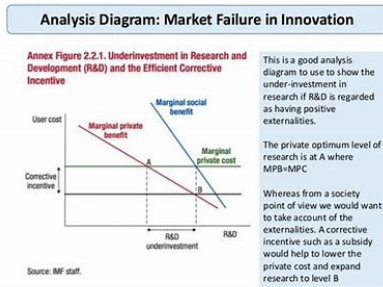 Analysis Diagram: Market Failure in Innovation
Annex Figure 2.2.1. Underinvestment in Research and
Development (R&D) and the Efficient Corrective
Incentive
Marginal social
benefit
User cost
Marginal private
benefit
Marginal
private cost
A
Corrective
incentive
B
R&D
underinvestment
R&D
Source: IMF staff.
This is a good analysis
diagram to use to show the
under-investment in
research if R&D is regarded
as having positive
externalities.
The private optimum level of
research is at A where
MPB=MPC
Whereas from a society
point of view we would want
to take account of the
externalities. A corrective
incentive such as a subsidy
would help to lower the
private cost and expand
research to level B